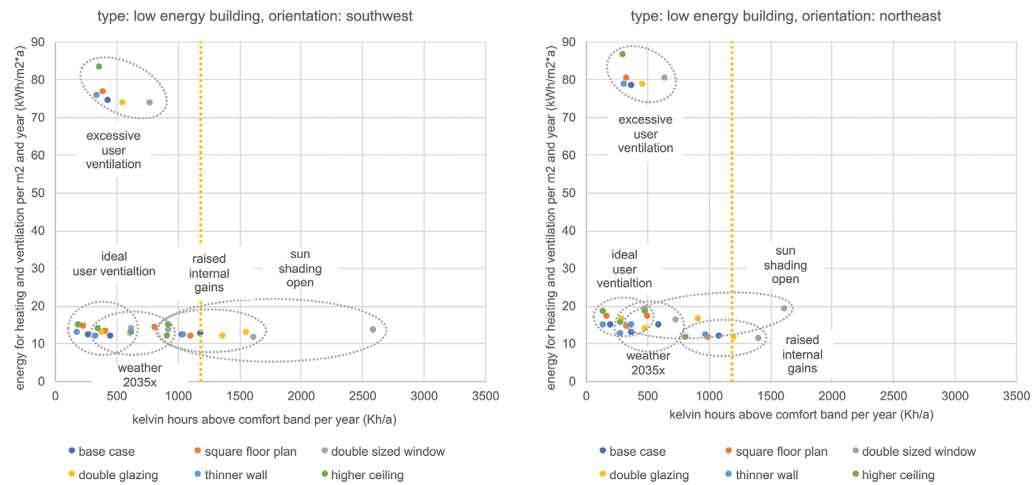 type: low energy building, orientation: southwest
energy for heating and ventilation per m2 and year (kWh/m2*a)
90
80
70
60
50
40
30
20
10
0
excessive
user
ventilation
ideal
user ventialtion
raised
internal
gains
sun
shading
open
weather
2035x
0
500
1000
1500
2000
2500
3000
3500
kelvin hours above comfort band per year (Kh/a)
base case
square floor plan
double sized window
double glazing
thinner wall
higher ceiling
type: low energy building, orientation: northeast
energy for heating and ventilation per m2 and year (kWh/m2*a)
90
80
70
60
50
40
30
20
10
0
excessive
user
ventilation
ideal
user
ventialtion
sun
shading
open
weather
2035x
raised
internal
gains
0
500
1000
1500
2000
2500
3000
3500
kelvin hours above comfort band per year (Kh/a)
base case
square floor plan
double sized window
double glazing
thinner wall
higher ceiling